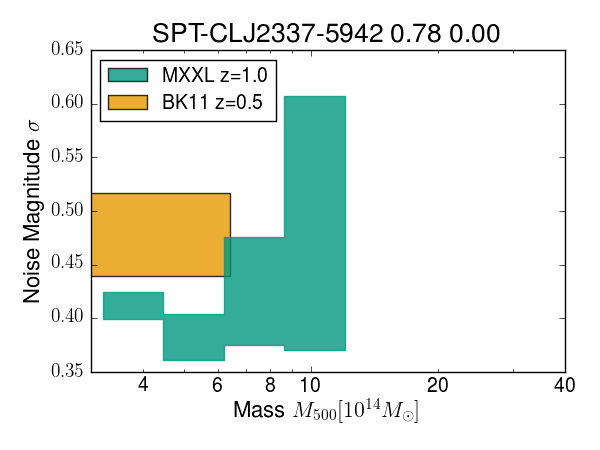 SPT-CLJ2337-5942 0.78 0.00
MXXL z=1.0
BK11 z=0.5
Noise Magnitude σ
0.65
0.60
0.55
0.50
0.45
0.40
0.35
4 6 8 10 20 40
Mass M₅₀₀[10¹⁴M☉]